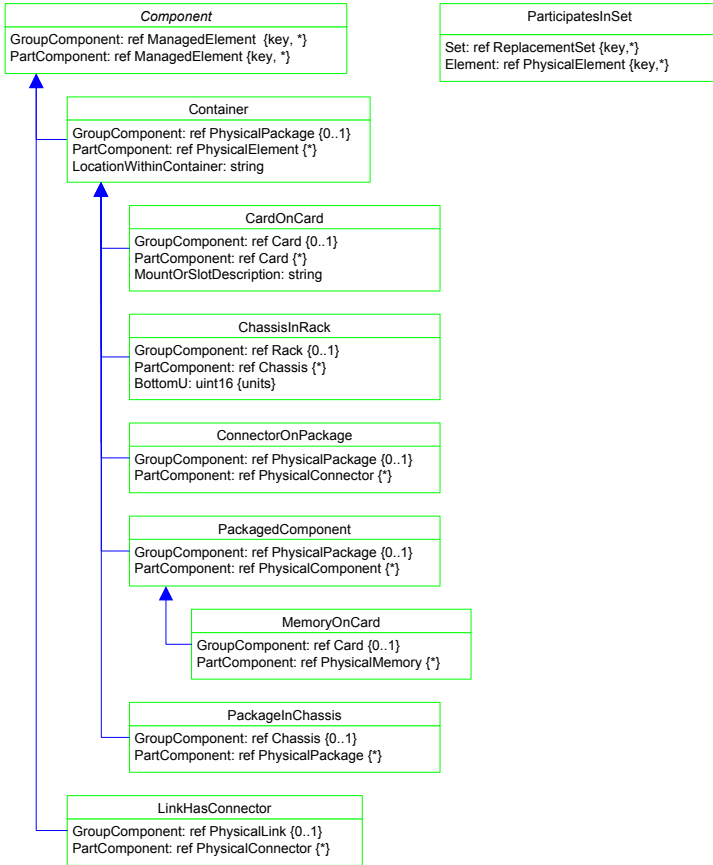 Component
GroupComponent: ref ManagedElement  {key, *}
PartComponent: ref ManagedElement {key, *}
ParticipatesInSet
Set: ref ReplacementSet {key,*}
Element: ref PhysicalElement {key,*}
Container
GroupComponent: ref PhysicalPackage {0..1}
PartComponent: ref PhysicalElement {*}
LocationWithinContainer: string
CardOnCard
GroupComponent: ref Card {0..1}
PartComponent: ref Card {*}
MountOrSlotDescription: string
ChassisInRack
GroupComponent: ref Rack {0..1}
PartComponent: ref Chassis {*}
BottomU: uint16 {units}
ConnectorOnPackage
GroupComponent: ref PhysicalPackage {0..1}
PartComponent: ref PhysicalConnector {*}
PackagedComponent
GroupComponent: ref PhysicalPackage {0..1}
PartComponent: ref PhysicalComponent {*}
MemoryOnCard
GroupComponent: ref Card {0..1}
PartComponent: ref PhysicalMemory {*}
PackageInChassis
GroupComponent: ref Chassis {0..1}
PartComponent: ref PhysicalPackage {*}
LinkHasConnector
GroupComponent: ref PhysicalLink {0..1}
PartComponent: ref PhysicalConnector {*}